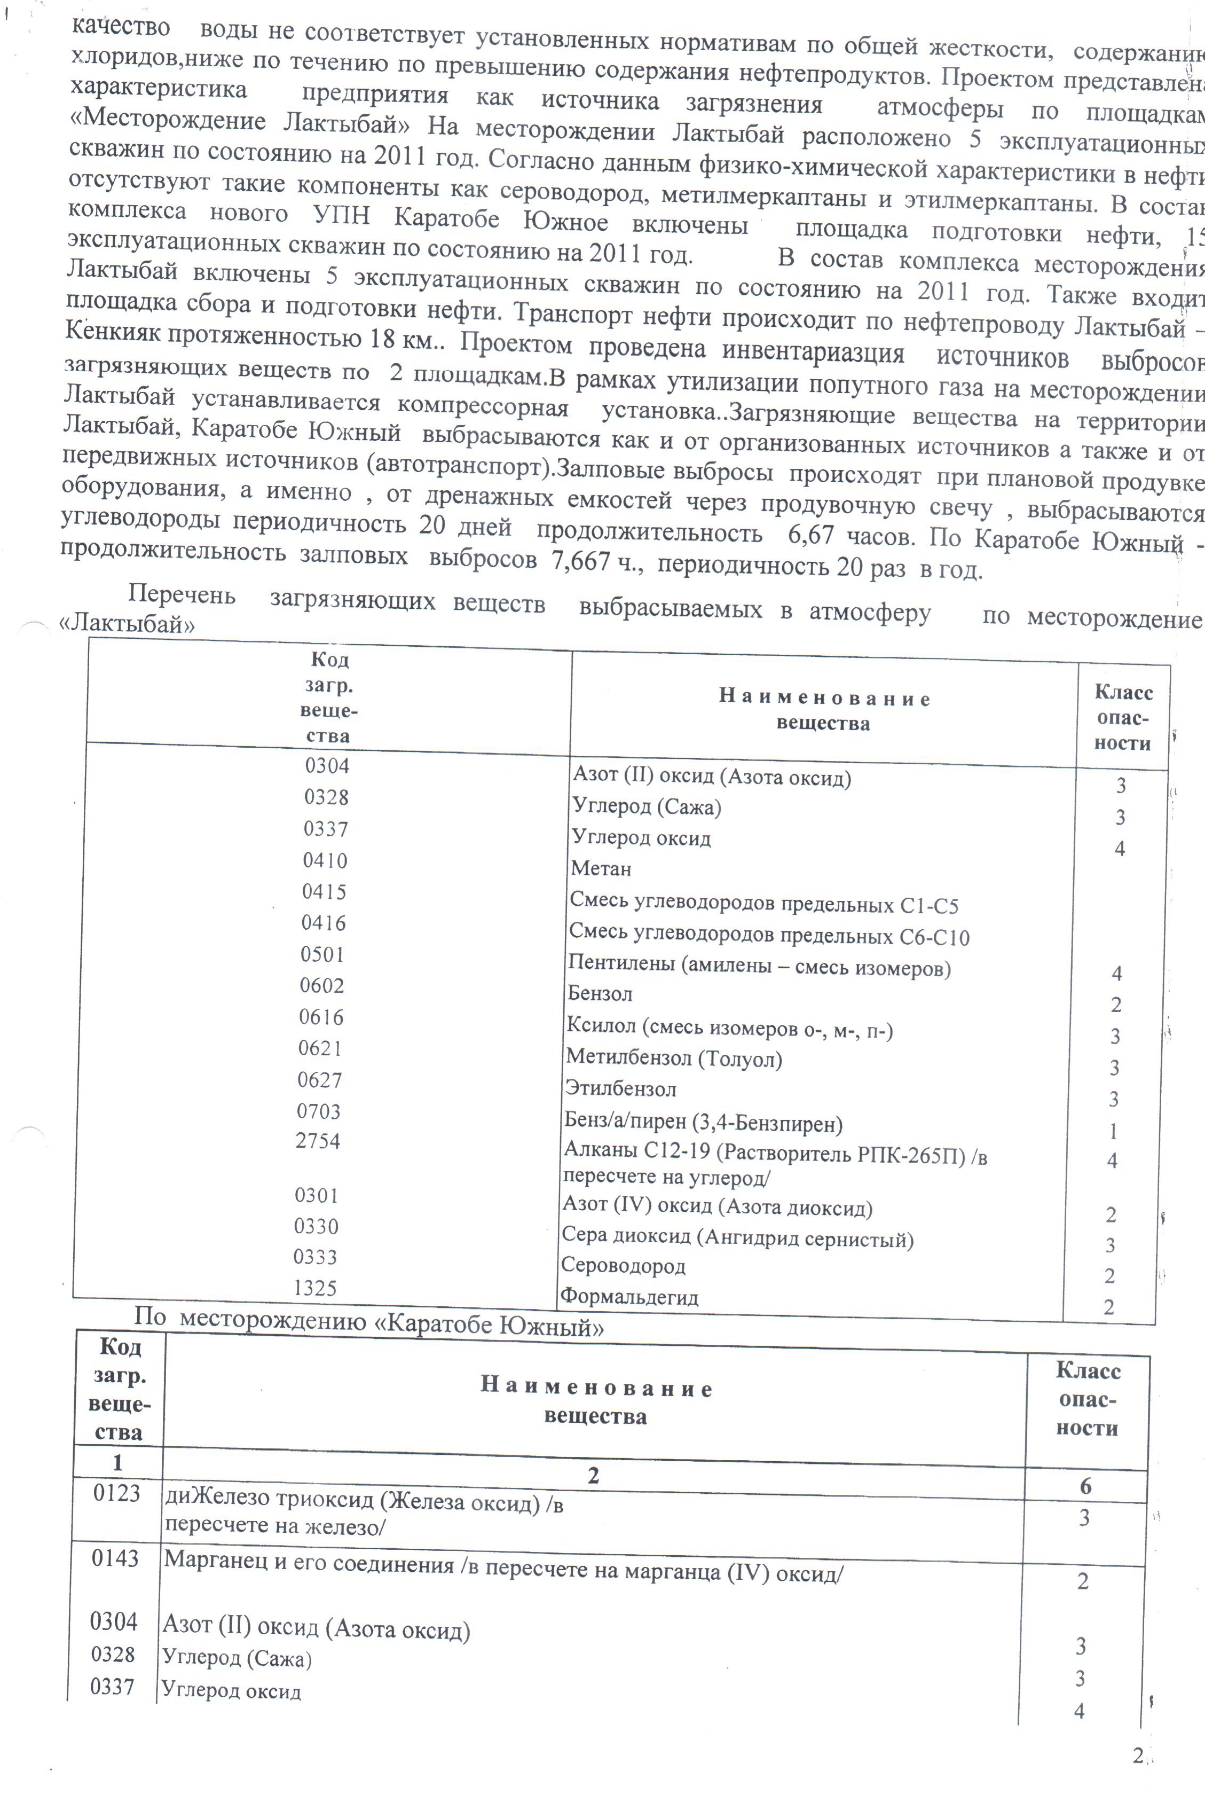 качество воды не соответствует установленных нормативам по общей жесткости, содержанию
хлоридов,ниже по течению по превышению содержания нефтепродуктов. Проектом представлена
характеристика предприятия как источника загрязнения атмосферы по площадкам
«Месторождение Лактыбай» На месторождении Лактыбай расположено 5 эксплуатационных
скважин по состоянию на 2011 год. Согласно данным физико-химической характеристики в нефти
отсутствуют такие компоненты как сероводород, метилмеркаптаны и этилмеркаптаны. В состав
комплекса нового УПН Каратобе Южное включены площадка подготовки нефти, 15
эксплуатационных скважин по состоянию на 2011 год. В состав комплекса месторождения
Лактыбай включены 5 эксплуатационных скважин по состоянию на 2011 год. Также входит
площадка сбора и подготовки нефти. Транспорт нефти происходит по нефтепроводу Лактыбай –
Кенкияк протяженностью 18 км.. Проектом проведена инвентариазция источников выбросов
загрязняющих веществ по 2 площадкам.В рамках утилизации попутного газа на месторождении
Лактыбай устанавливается компрессорная установка..Загрязняющие вещества на территории
Лактыбай, Каратобе Южный выбрасываются как и от организованных источников а также и от
передвижных источников (автотранспорт).Залповые выбросы происходят при плановой продувке
оборудования, а именно , от дренажных емкостей через продувочную свечу , выбрасываются
углеводороды периодичность 20 дней продолжительность 6,67 часов. По Каратобе Южный -
продолжительность залповых выбросов 7,667 ч., периодичность 20 раз в год.
Перечень загрязняющих веществ выбрасываемых в атмосферу по месторождение
«Лактыбай»
Код
загр.
веще-
ства
Наименование
вещества
Класс
опас-
ности
0304 Азот (II) оксид (Азота оксид) 3
0328 Углерод (Сажа) 3
0337 Углерод оксид 4
0410 Метан
0415 Смесь углеводородов предельных С1-С5
0416 Смесь углеводородов предельных С6-С10
0501 Пентилены (амилены – смесь изомеров) 4
0602 Бензол 2
0616 Ксилол (смесь изомеров о-, м-, п-) 3
0621 Метилбензол (Толуол) 3
0627 Этилбензол 3
0703 Бенз/а/пирен (3,4-Бензпирен) 1
2754 Алканы С12-19 (Растворитель РПК-265П) /в 4
пересчете на углерод/
0301 Азот (IV) оксид (Азота диоксид) 2
0330 Сера диоксид (Ангидрид сернистый) 3
0333 Сероводород 2
1325 Формальдегид 2
По месторождению «Каратобе Южный»
Код
загр.
веще-
ства
Наименование
вещества
Класс
опас-
ности
1 2 6
0123 диЖелезо триоксид (Железа оксид) /в 3
пересчете на железо/
0143 Марганец и его соединения /в пересчете на марганца (IV) оксид/ 2
0304 Азот (II) оксид (Азота оксид) 3
0328 Углерод (Сажа) 3
0337 Углерод оксид 4
2